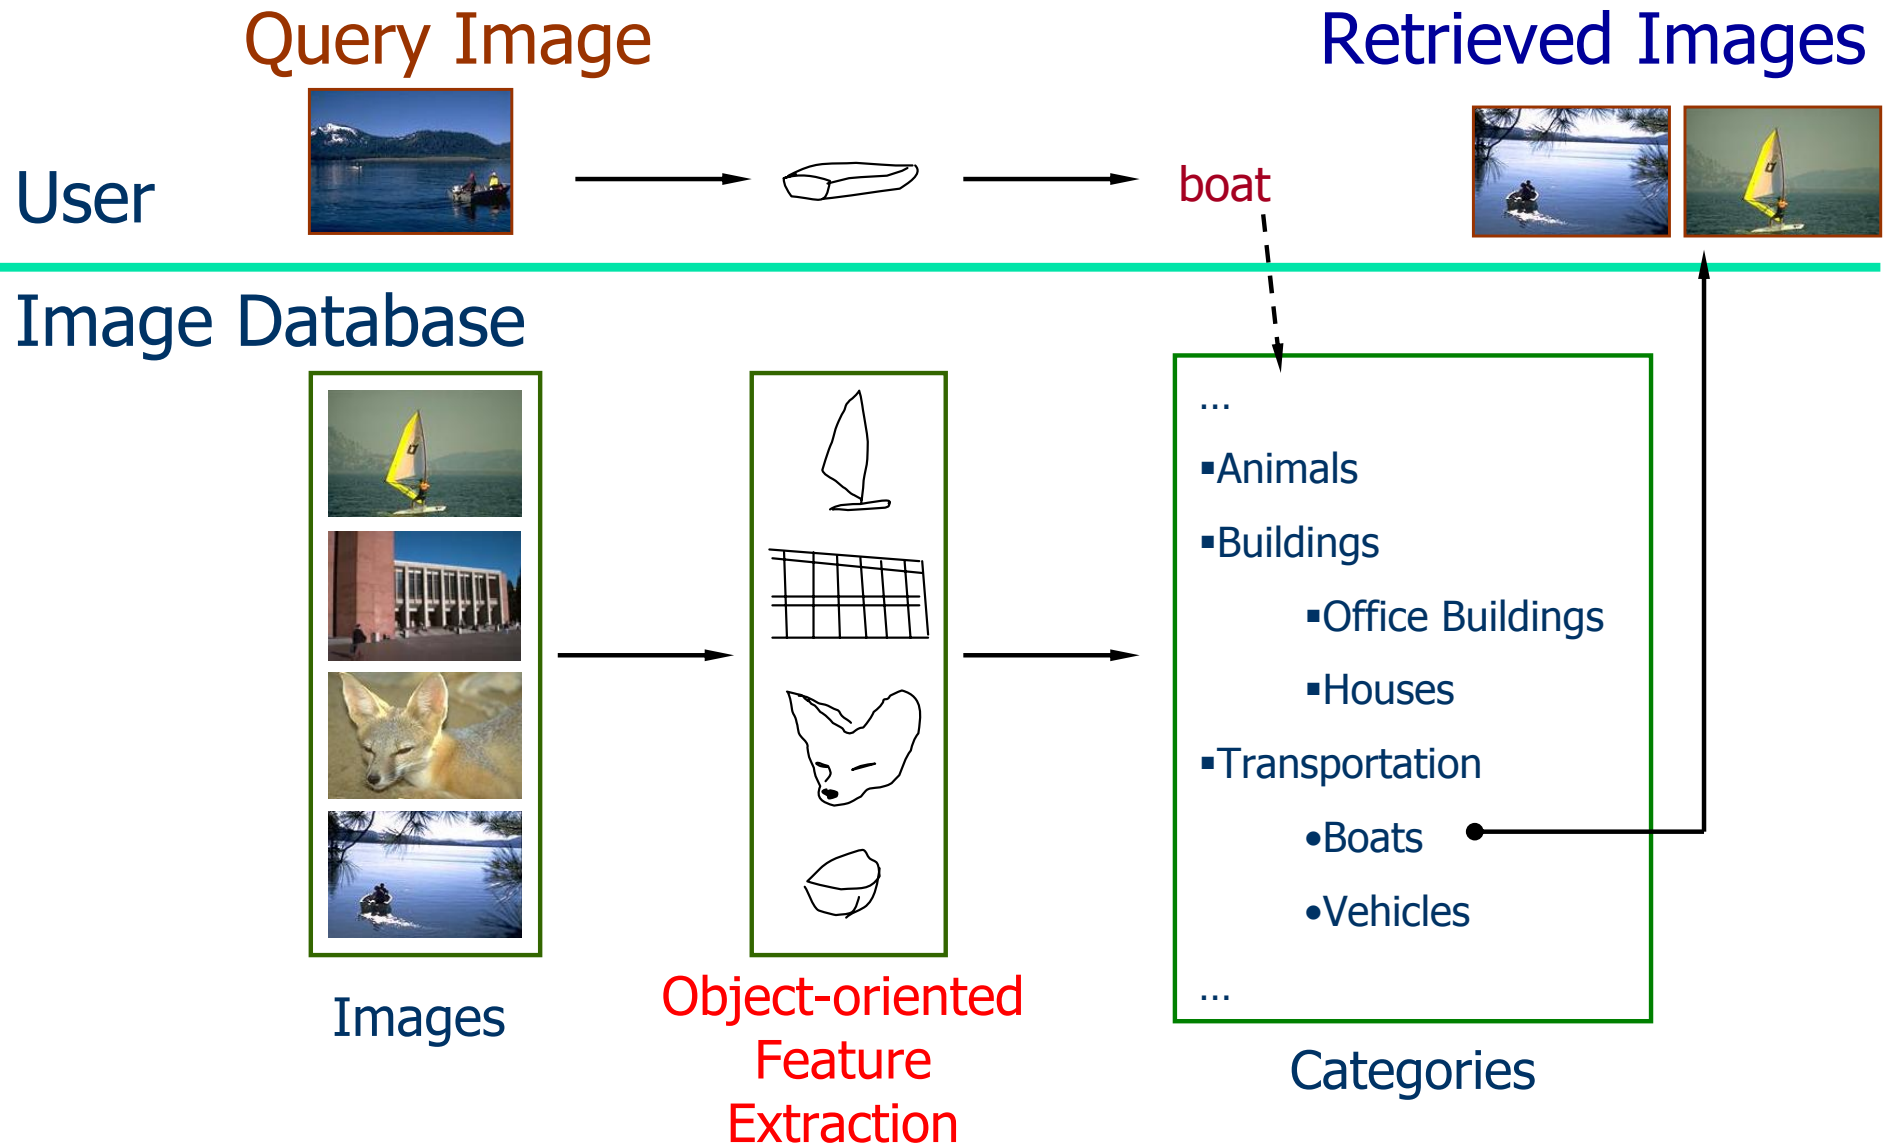 Query Image
Retrieved Images
User
boat
Image Database
...
▪Animals
▪Buildings
▪Office Buildings
▪Houses
▪Transportation
•Boats
•Vehicles
...
Images
Object-oriented
Feature
Extraction
Categories